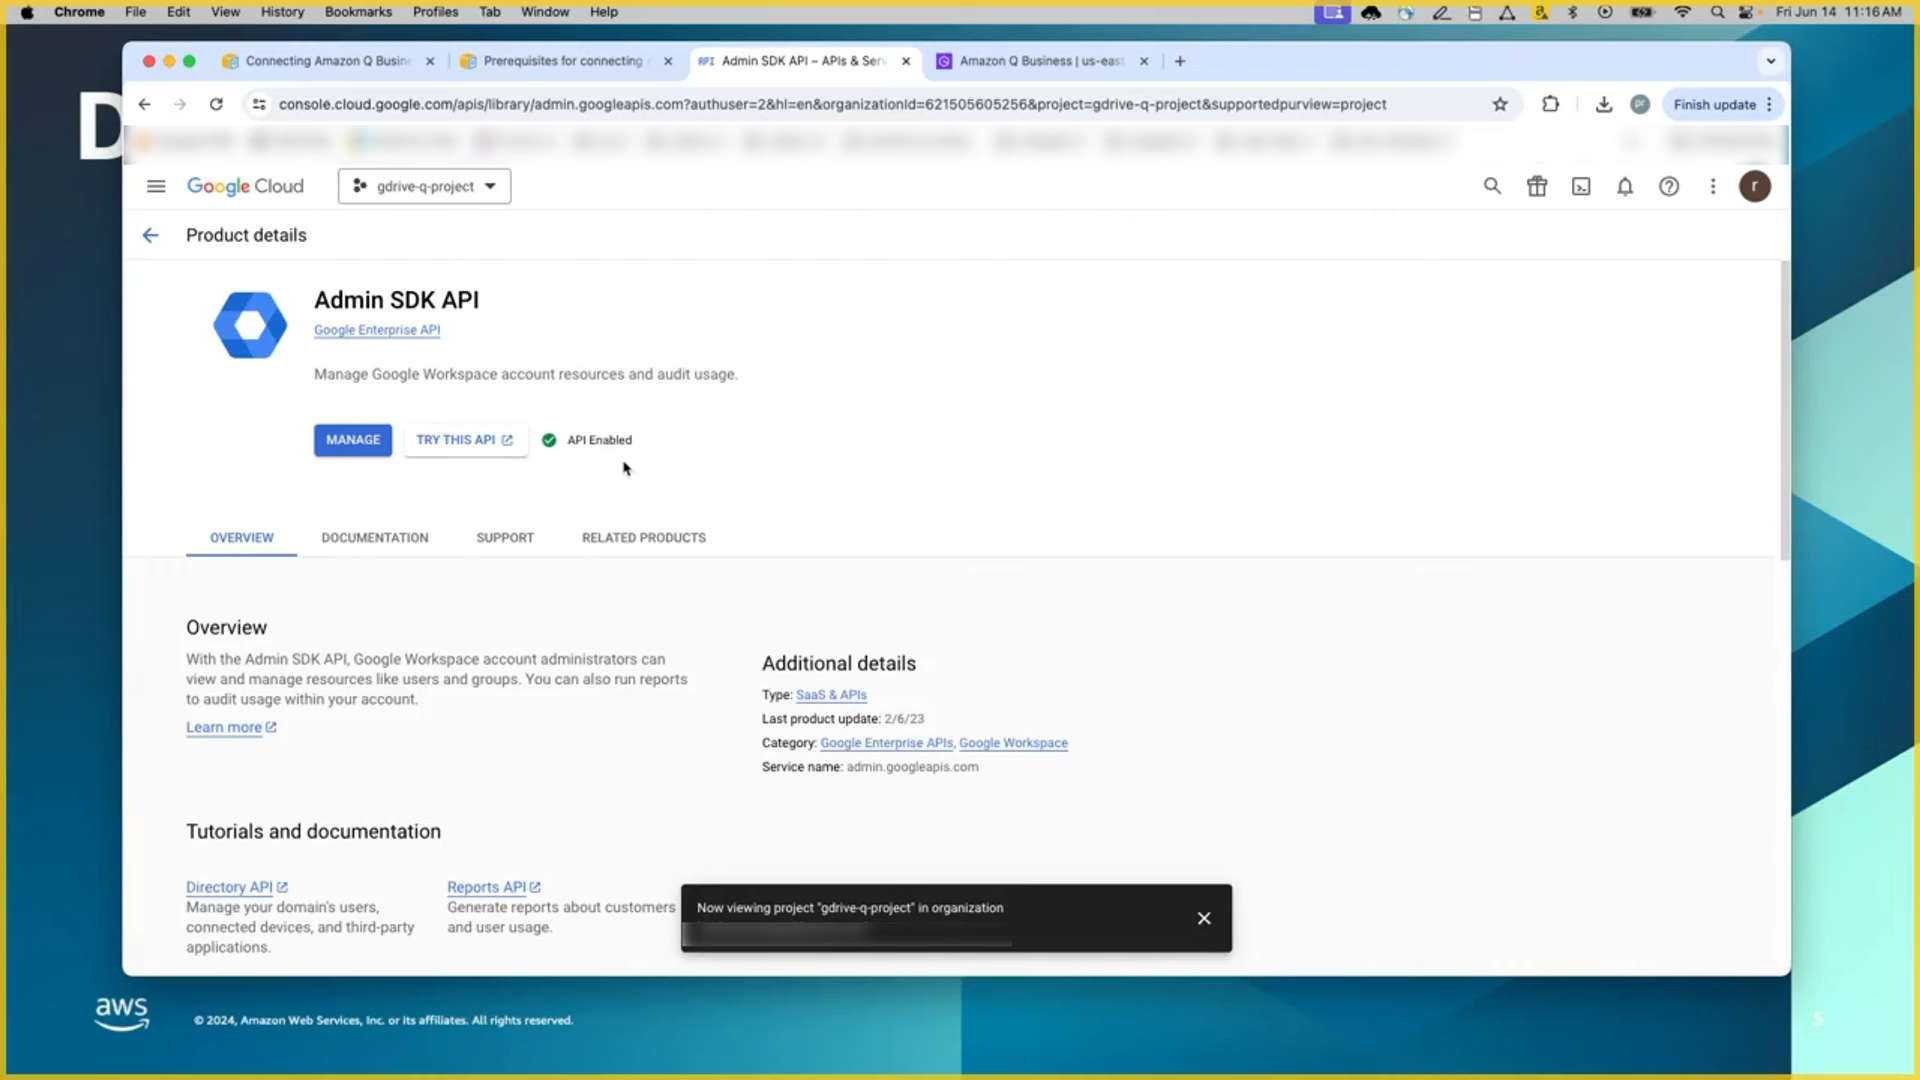 Chrome File Edit View History Bookmarks Profiles Tab Window Help Fri Jun 14 11:16 AM
D
Connecting Amazon Q Busin Prerequisites for connecting API Admin SDK API – APIs & Serv Amazon Q Business | us-east
console.cloud.google.com/apis/library/admin.googleapis.com?authuser=2&hl=en&organizationId=621505605256&project=gdrive-q-project&supportedpurview=project Finish update
Google Cloud gdrive-q-project r
Product details
Admin SDK API
Google Enterprise API
Manage Google Workspace account resources and audit usage.
MANAGE TRY THIS API API Enabled
OVERVIEW DOCUMENTATION SUPPORT RELATED PRODUCTS
Overview
With the Admin SDK API, Google Workspace account administrators can
view and manage resources like users and groups. You can also run reports
to audit usage within your account.
Learn more
Additional details
Type: SaaS & APIs
Last product update: 2/6/23
Category: Google Enterprise APIs, Google Workspace
Service name: admin.googleapis.com
Tutorials and documentation
Directory API
Manage your domain's users,
connected devices, and third-party
applications.
Reports API
Generate reports about customers
and user usage.
Now viewing project "gdrive-q-project" in organization
aws
© 2024, Amazon Web Services, Inc. or its affiliates. All rights reserved.
5